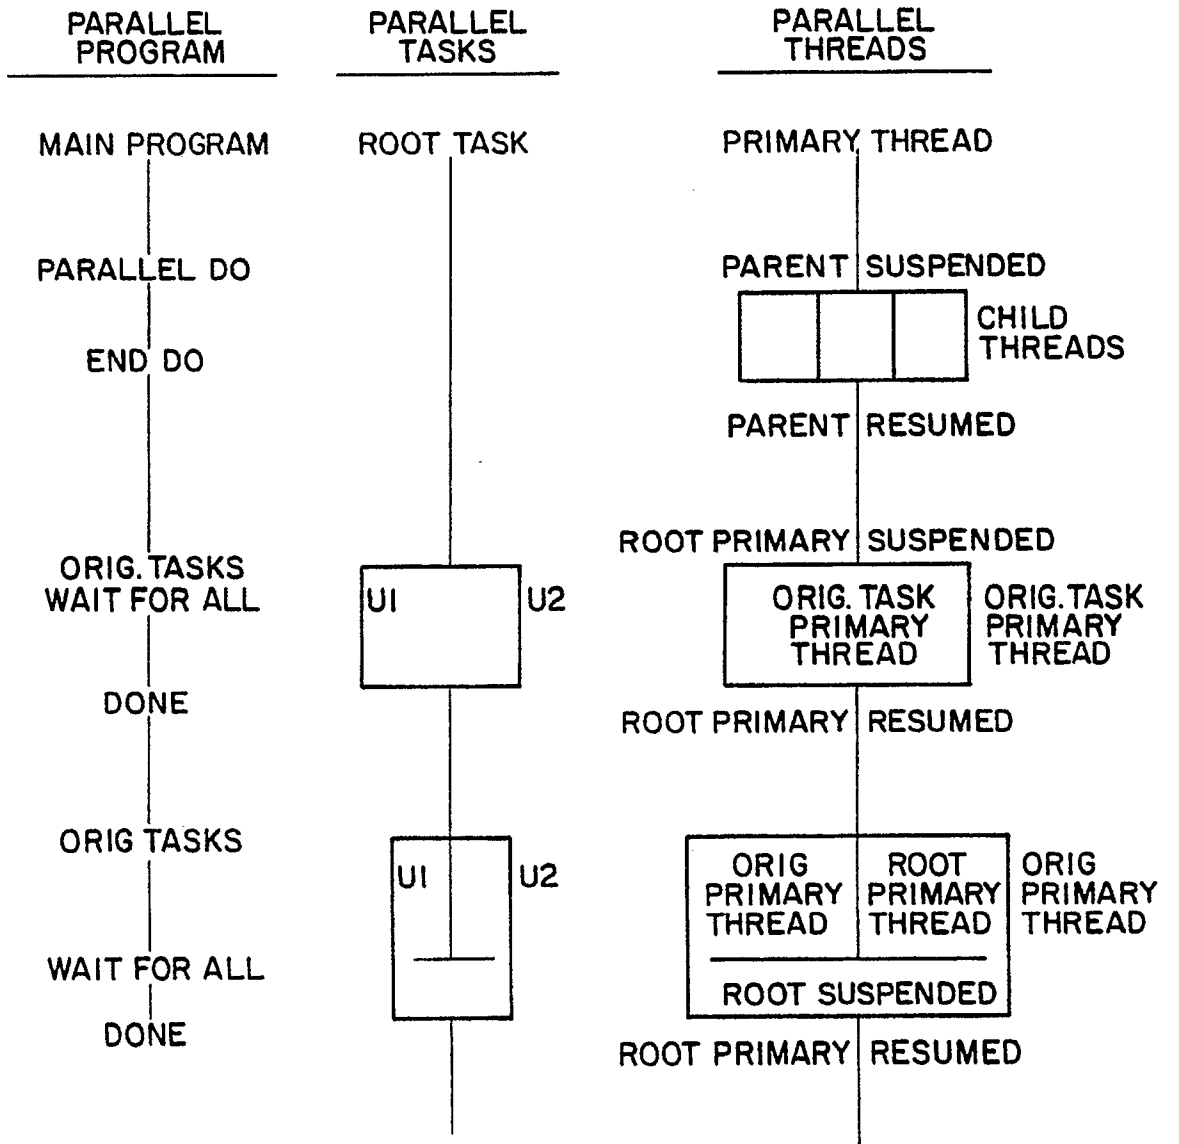 PARALLEL
PROGRAM
PARALLEL
TASKS
PARALLEL
THREADS
MAIN PROGRAM
ROOT TASK
PRIMARY THREAD
PARALLEL DO
PARENT SUSPENDED
CHILD
THREADS
END DO
PARENT RESUMED
ROOT PRIMARY SUSPENDED
ORIG. TASKS
WAIT FOR ALL
U1
U2
ORIG. TASK
PRIMARY
THREAD
ORIG. TASK
PRIMARY
THREAD
DONE
ROOT PRIMARY RESUMED
ORIG TASKS
U1
U2
ORIG
PRIMARY
THREAD
ROOT
PRIMARY
THREAD
ORIG
PRIMARY
THREAD
WAIT FOR ALL
ROOT SUSPENDED
DONE
ROOT PRIMARY RESUMED